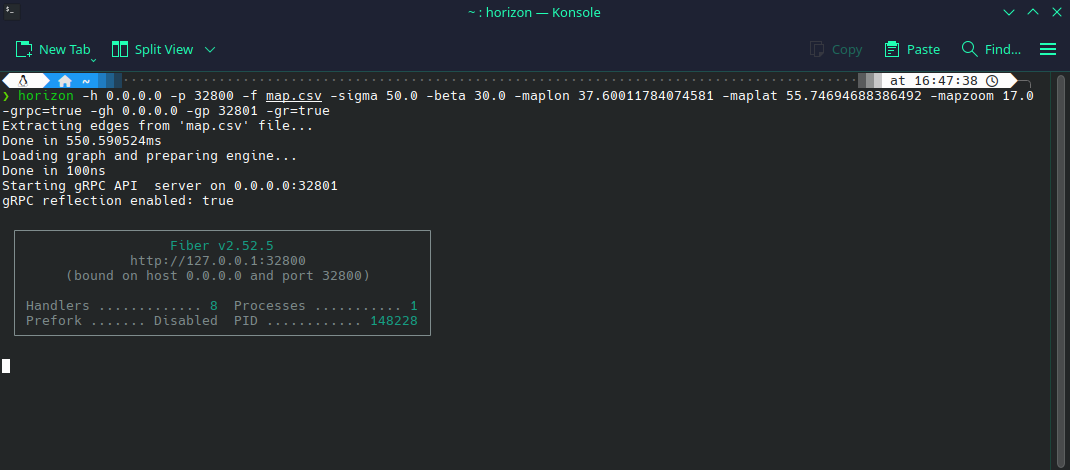 ~ : horizon — Konsole
New Tab Split View Copy Paste Find...
~ at 16:47:38
❯ horizon -h 0.0.0.0 -p 32800 -f map.csv -sigma 50.0 -beta 30.0 -maplon 37.60011784074581 -maplat 55.74694688386492 -mapzoom 17.0
-grpc=true -gh 0.0.0.0 -gp 32801 -gr=true
Extracting edges from 'map.csv' file...
Done in 550.590524ms
Loading graph and preparing engine...
Done in 100ns
Starting gRPC API  server on 0.0.0.0:32801
gRPC reflection enabled: true
Fiber v2.52.5
http://127.0.0.1:32800
(bound on host 0.0.0.0 and port 32800)
Handlers ............. 8  Processes ........... 1
Prefork ....... Disabled  PID ............ 148228